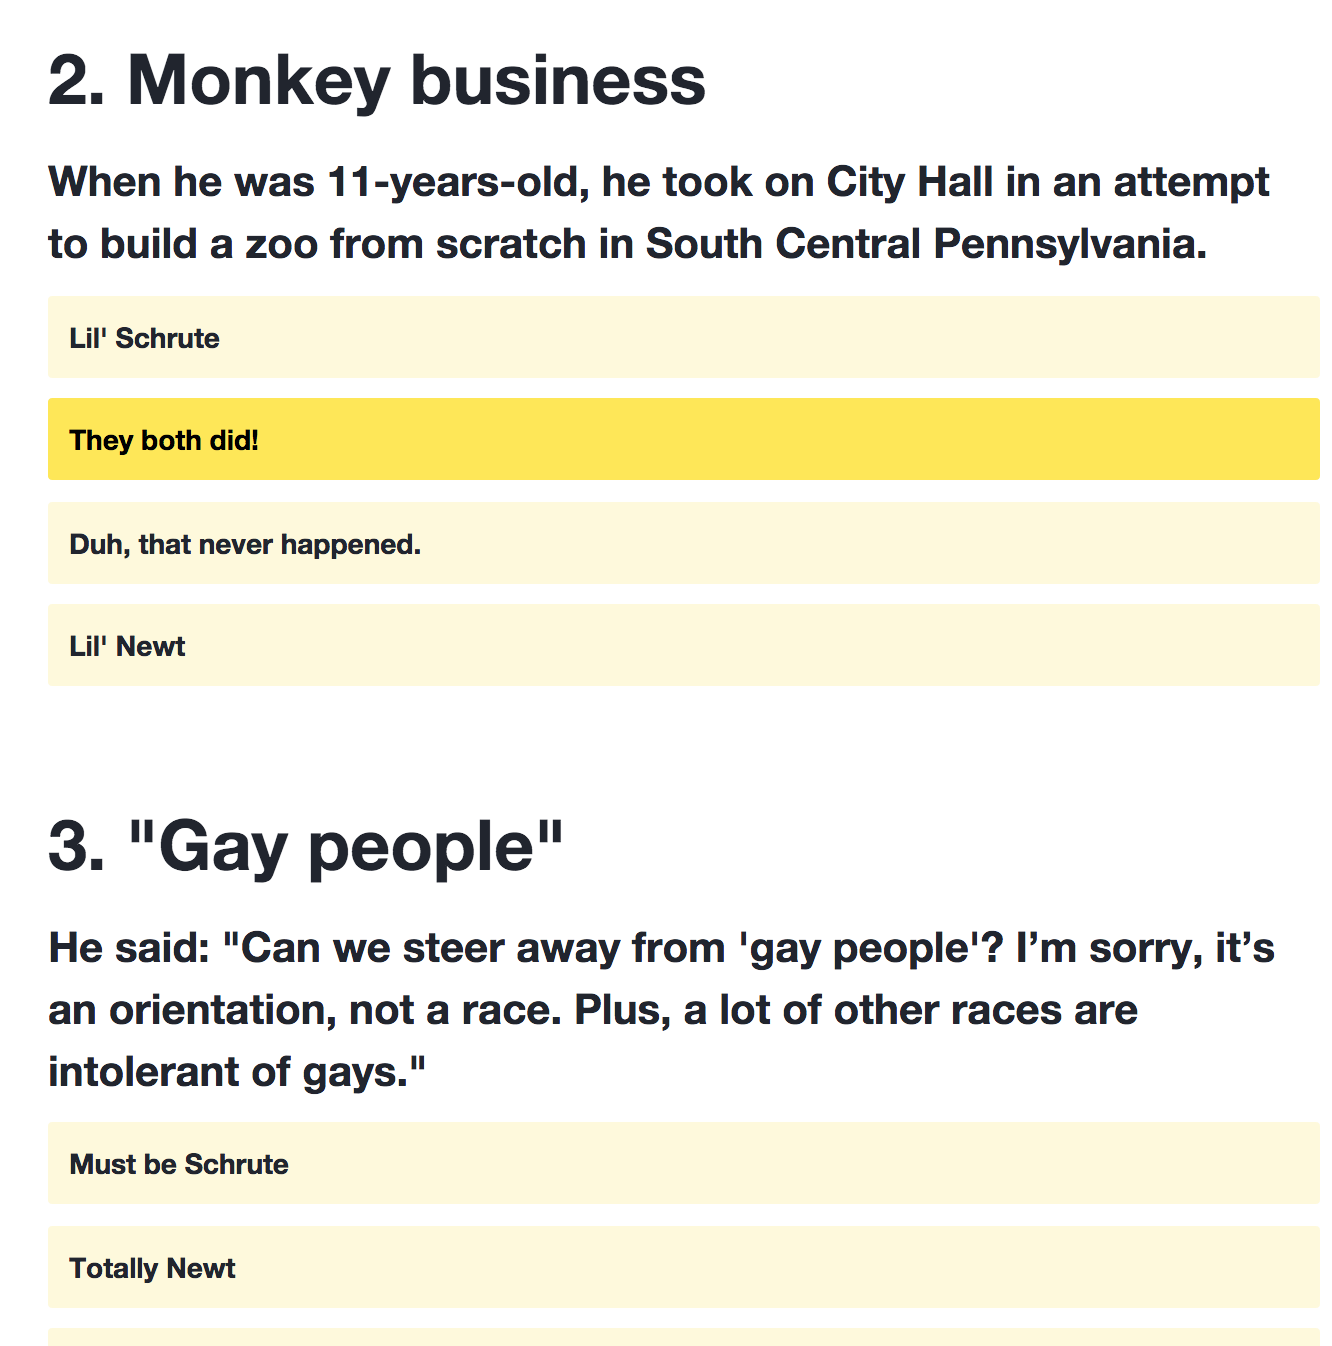 2. Monkey business
When he was 11-years-old, he took on City Hall in an attempt
to build a zoo from scratch in South Central Pennsylvania.
Lil' Schrute
They both did!
Duh, that never happened.
Lil' Newt
3. "Gay people"
He said: "Can we steer away from 'gay people'? I’m sorry, it’s
an orientation, not a race. Plus, a lot of other races are
intolerant of gays."
Must be Schrute
Totally Newt